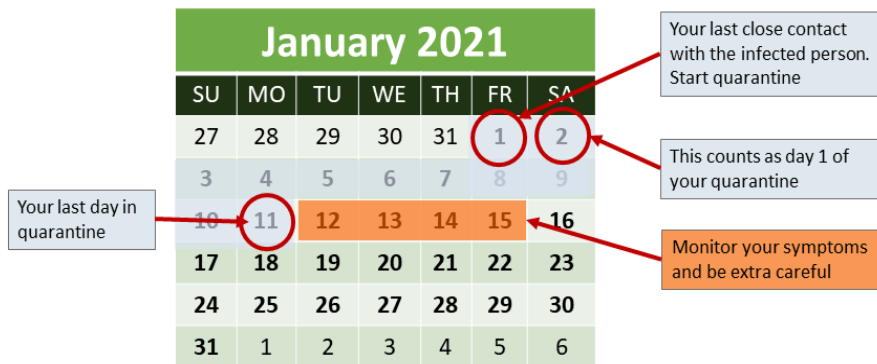 January 2021
SU MO TU WE TH FR SA
27 28 29 30 31 1 2
3 4 5 6 7 8 9
10 11 12 13 14 15 16
17 18 19 20 21 22 23
24 25 26 27 28 29 30
31 1 2 3 4 5 6
Your last close contact
with the infected person.
Start quarantine
This counts as day 1 of
your quarantine
Your last day in
quarantine
Monitor your symptoms
and be extra careful